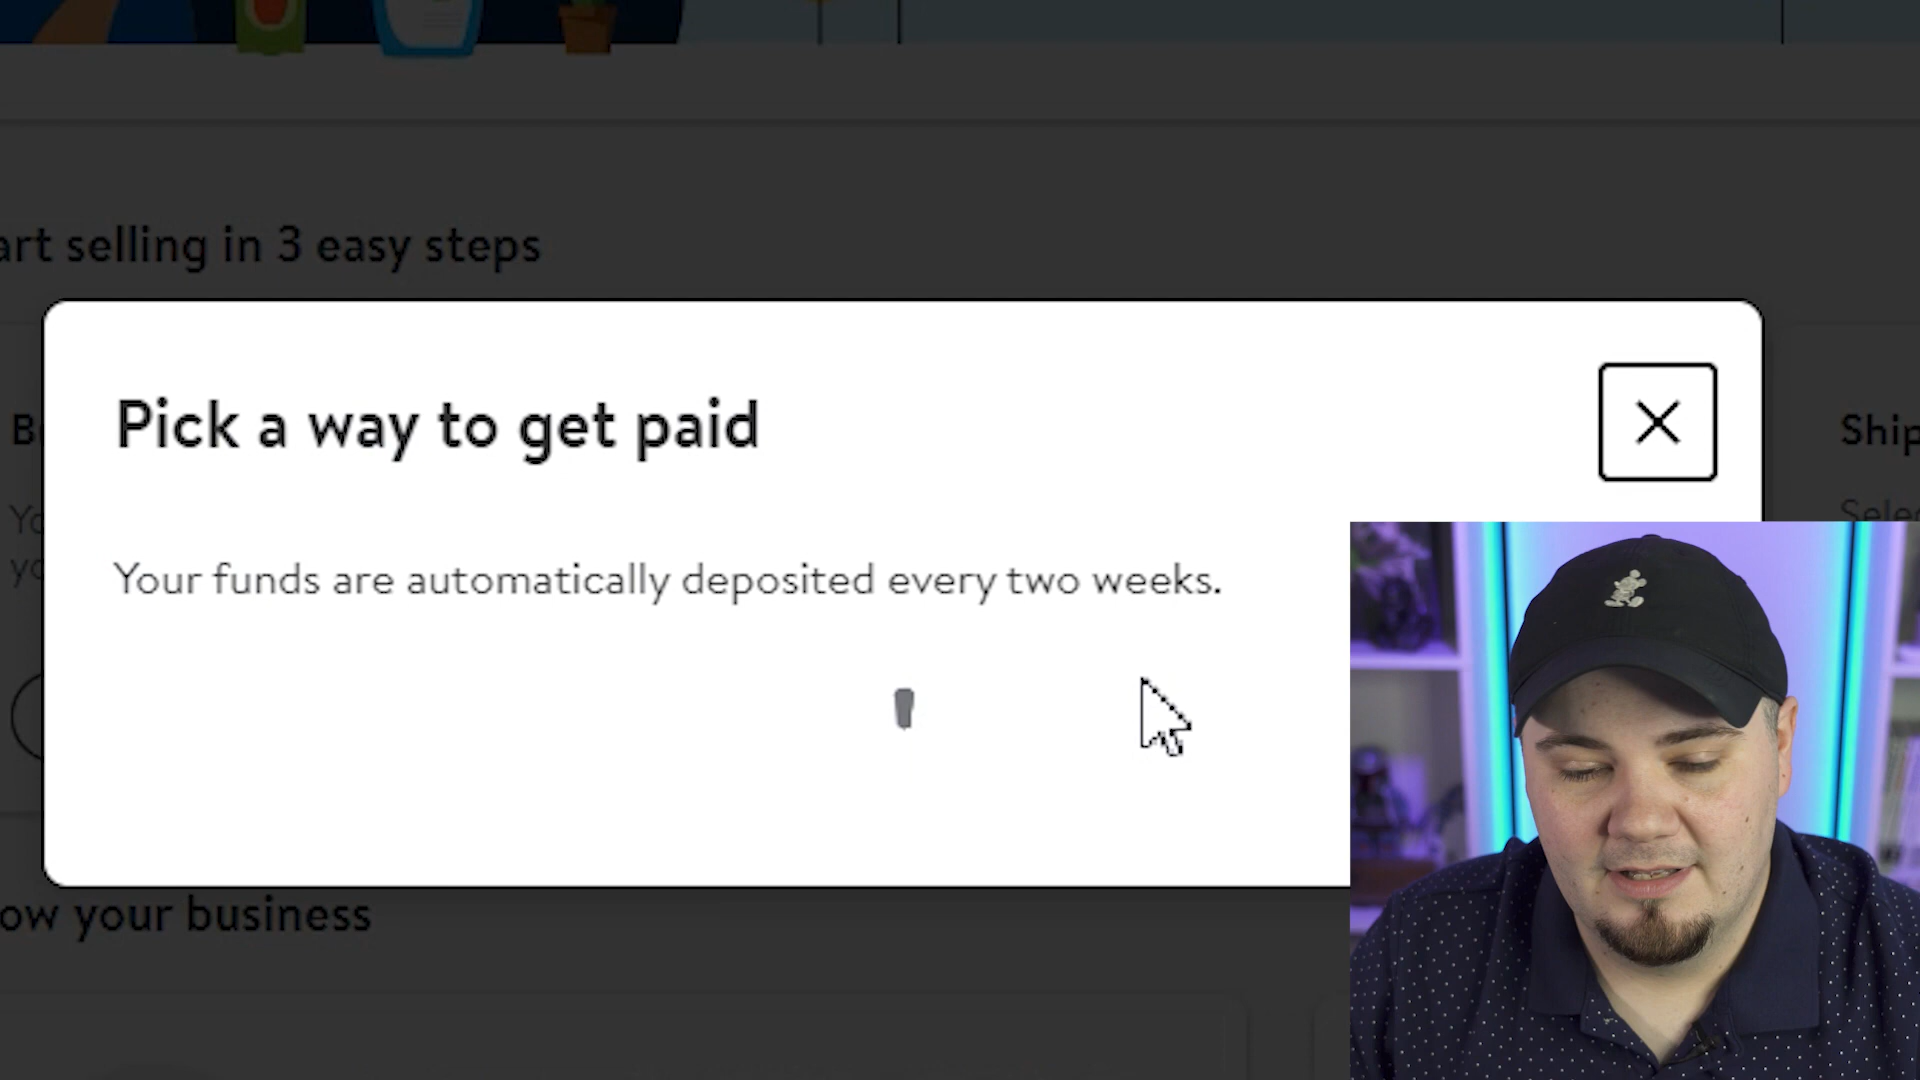 art selling in 3 easy steps
Pick a way to get paid
Ship
Sele
Your funds are automatically deposited every two weeks.
ow your business